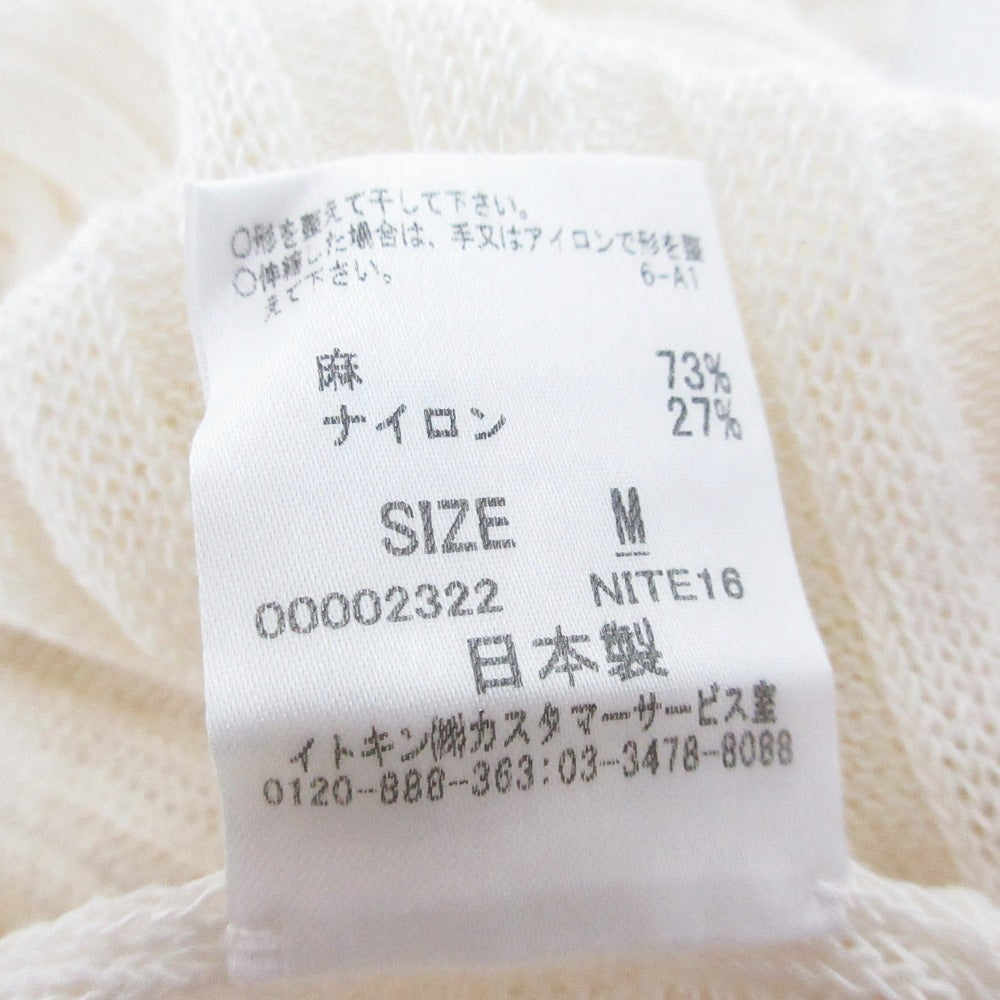 ○形を整えて干して下さい。
○伸縮した場合は、手又はアイロンで形を整
えて下さい。 6-A1
麻 73%
ナイロン 27%
SIZE M
00002322 NITE16
日本製
イトキン㈱カスタマーサービス室
0120-888-363:03-3478-8088